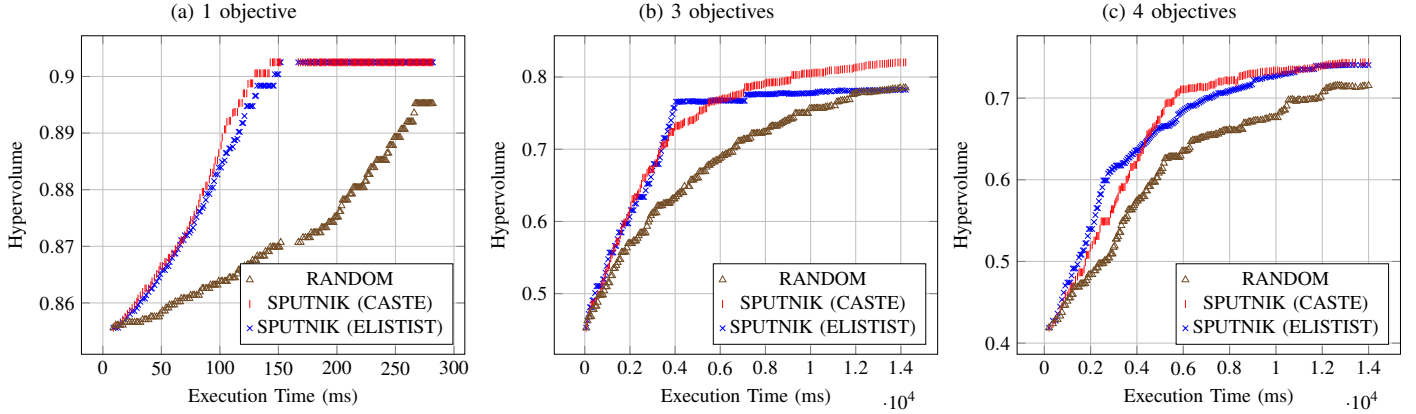 (a) 1 objective
0.9
0.89
0.88
0.87
0.86
Hypervolume
RANDOM
SPUTNIK (CASTE)
SPUTNIK (ELISTIST)
0 50 100 150 200 250 300
Execution Time (ms)
(b) 3 objectives
0.8
0.7
0.6
0.5
Hypervolume
RANDOM
SPUTNIK (CASTE)
SPUTNIK (ELISTIST)
0 0.2 0.4 0.6 0.8 1 1.2 1.4
Execution Time (ms)
·10⁴
(c) 4 objectives
0.7
0.6
0.5
0.4
Hypervolume
RANDOM
SPUTNIK (CASTE)
SPUTNIK (ELISTIST)
0 0.2 0.4 0.6 0.8 1 1.2 1.4
Execution Time (ms)
·10⁴